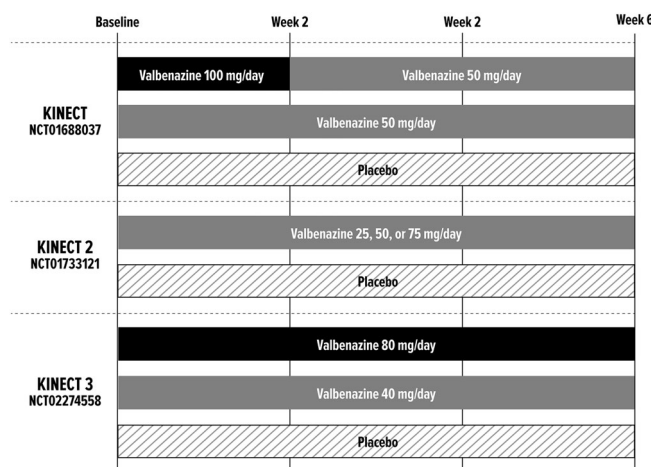 Baseline Week 2 Week 2 Week 6
Valbenazine 100 mg/day Valbenazine 50 mg/day
KINECT
NCT01688037
Valbenazine 50 mg/day
Placebo
Valbenazine 25, 50, or 75 mg/day
KINECT 2
NCT01733121
Placebo
Valbenazine 80 mg/day
KINECT 3
NCT02274558
Valbenazine 40 mg/day
Placebo